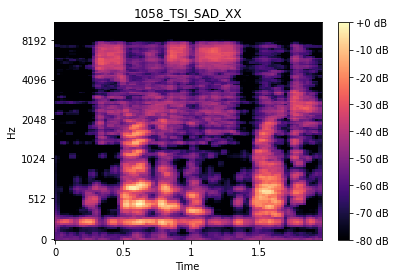 1058_TSI_SAD_XX
+0 dB
8192
-10 dB
4096
-20 dB
-30 dB
2048
Hz
-40 dB
1024
-50 dB
512
-60 dB
-70 dB
0
-80 dB
0 0.5 1 1.5
Time